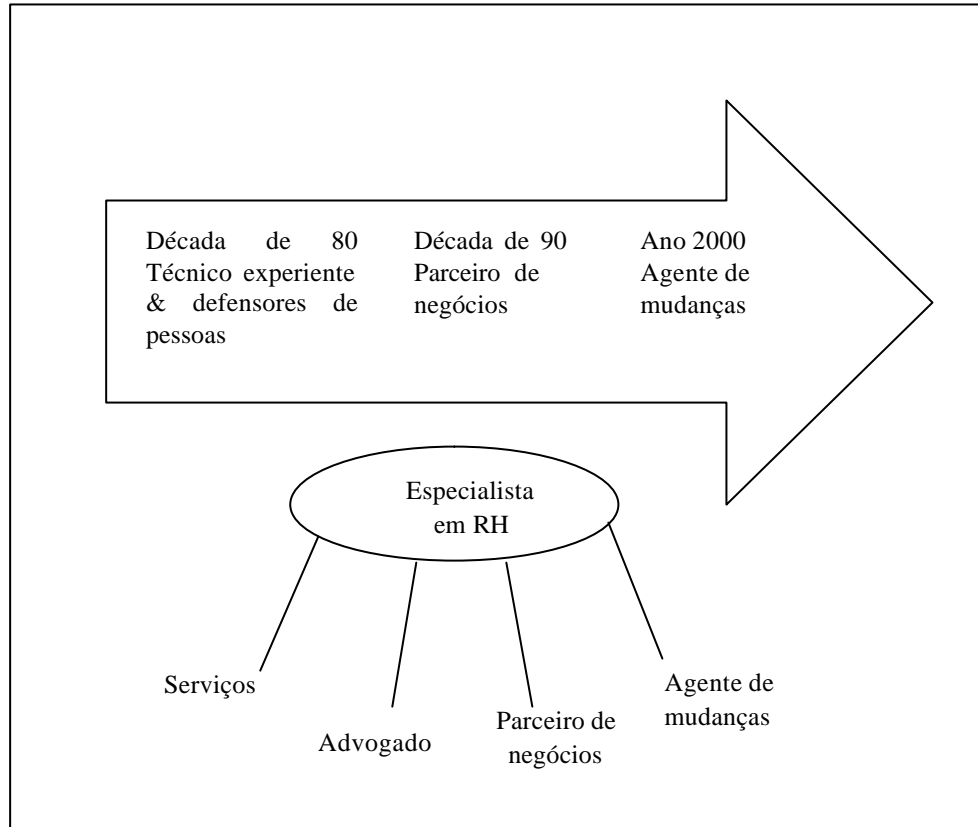 Década de 80
Técnico experiente
& defensores de
pessoas
Década de 90
Parceiro de
negócios
Ano 2000
Agente de
mudanças
Especialista
em RH
Serviços
Advogado
Parceiro de
negócios
Agente de
mudanças